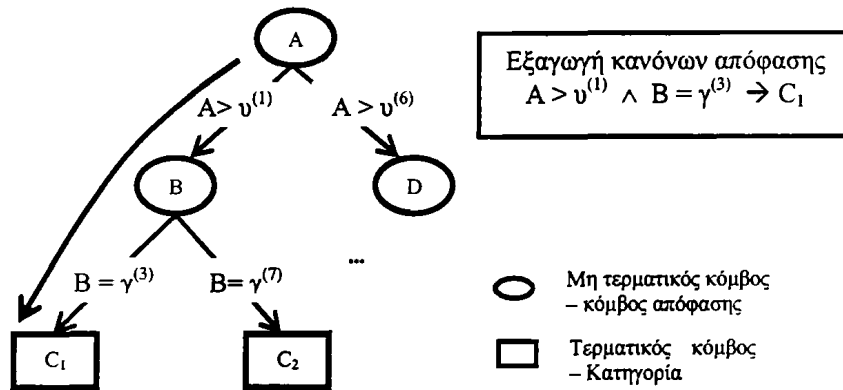 A
Εξαγωγή κανόνων απόφασης
A > υ⁽¹⁾ ∧ B = γ⁽³⁾ → C₁
A> υ⁽¹⁾ A > υ⁽⁶⁾
B D
...
B = γ⁽³⁾ B= γ⁽⁷⁾
Μη τερματικός κόμβος
– κόμβος απόφασης
C₁ C₂
Τερματικός κόμβος
– Κατηγορία